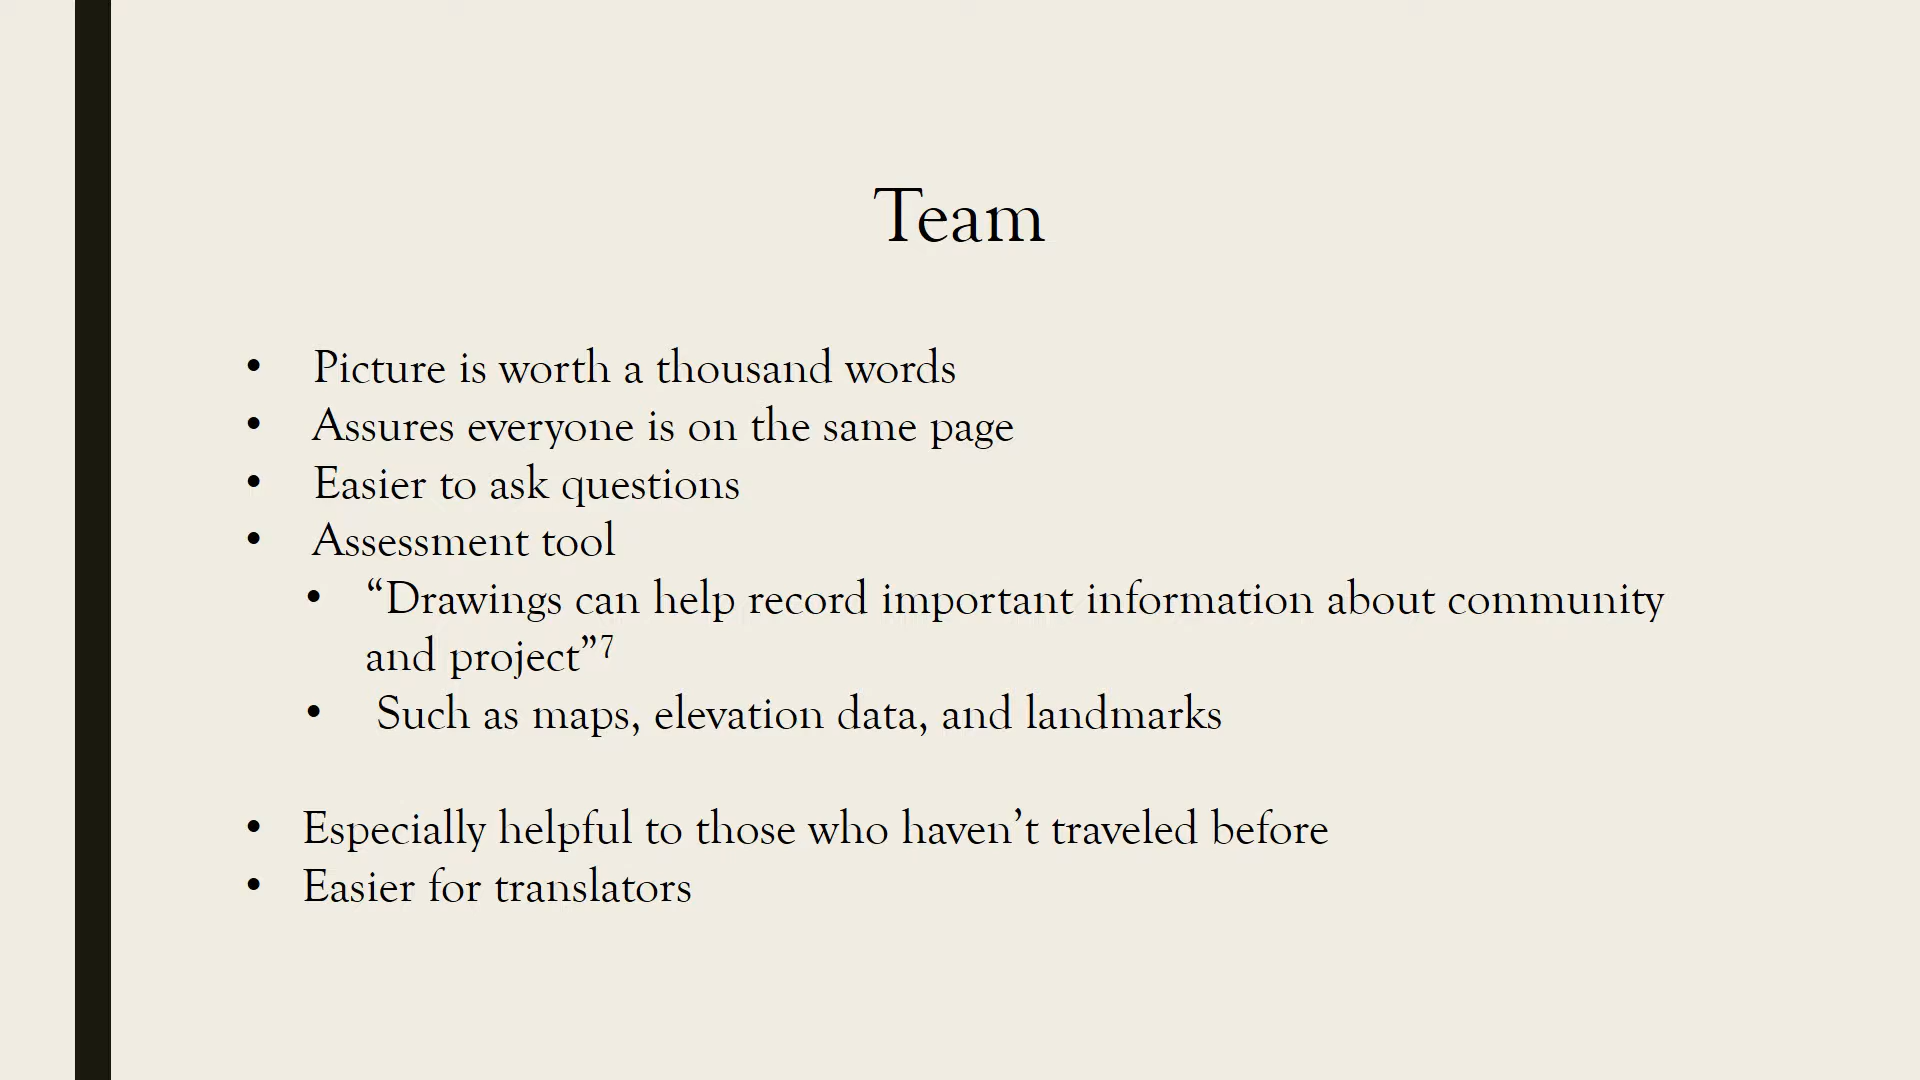 Team
• Picture is worth a thousand words
• Assures everyone is on the same page
• Easier to ask questions
• Assessment tool
• “Drawings can help record important information about community
and project”⁷
• Such as maps, elevation data, and landmarks
• Especially helpful to those who haven’t traveled before
• Easier for translators